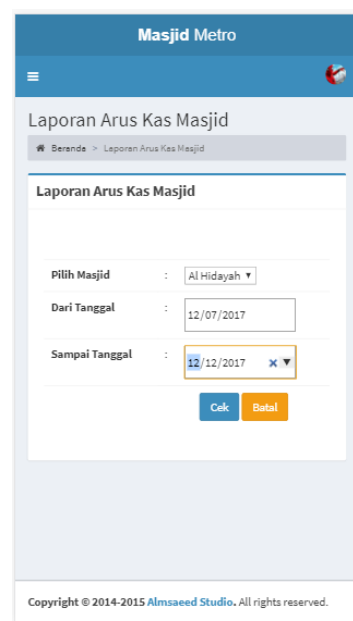 Masjid Metro
Laporan Arus Kas Masjid
Beranda > Laporan Arus Kas Masjid
Laporan Arus Kas Masjid
Pilih Masjid : Al Hidayah
Dari Tanggal : 12/07/2017
Sampai Tanggal : 12/12/2017
Cek Batal
Copyright © 2014-2015 Almsaeed Studio. All rights reserved.